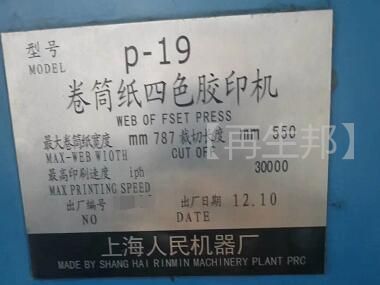 型号 p-19
MODEL
卷筒纸四色胶印机
WEB OF FSET PRESS
最大卷筒纸宽度 mm 787 裁切长度 mm 550
MAX-WEB WIOTH CUT OFF
最高印刷速度 iph 30000
MAX PRINTING SPEED
出厂编号 出厂日期 12.10
NO DATE
上海人民机器厂
MADE BY SHANG HAI RINMIN MACHINERY PLANT PRC
【再生邦】